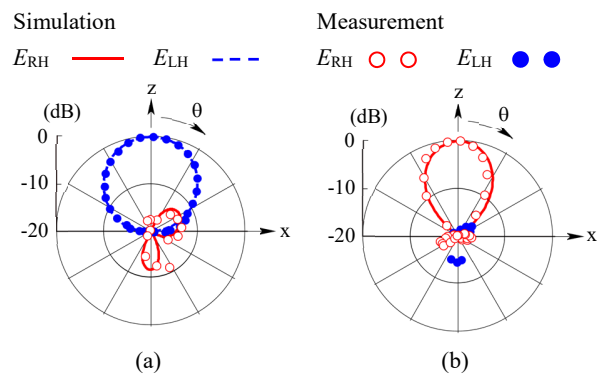 Simulation Measurement
E_RH E_LH E_RH E_LH
z z
(dB) θ (dB) θ
0 0
-10 -10
-20 x -20 x
(a) (b)